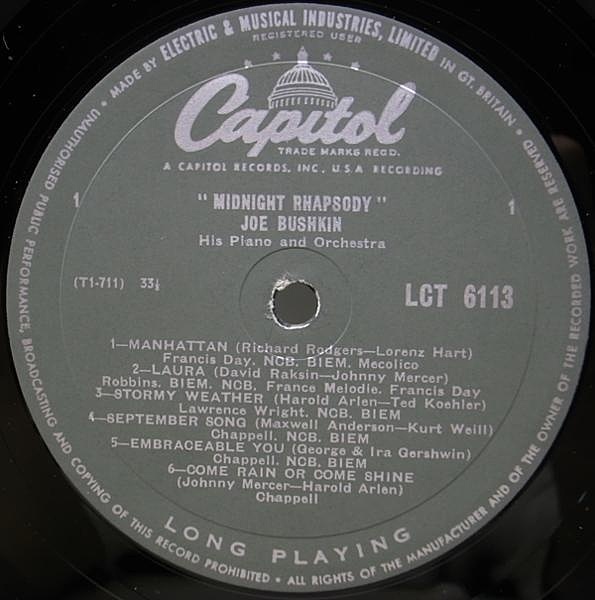 MADE BY ELECTRIC & MUSICAL INDUSTRIES, LIMITED IN GT. BRITAIN •
REGISTERED USER
Capitol
TRADE MARKS REGD.
A CAPITOL RECORDS, INC., U.S.A. RECORDING
" MIDNIGHT RHAPSODY "
JOE BUSHKIN
His Piano and Orchestra
1
1
(T1-711) 33⅓
LCT 6113
1—MANHATTAN (Richard Rodgers—Lorenz Hart)
Francis Day. NCB. BIEM. Mecolico
2—LAURA (David Raksin—Johnny Mercer)
Robbins. BIEM. NCB. France Melodie. Francis Day
3—STORMY WEATHER (Harold Arlen—Ted Koehler)
Lawrence Wright. NCB. BIEM
4—SEPTEMBER SONG (Maxwell Anderson—Kurt Weill)
Chappell. NCB. BIEM
5—EMBRACEABLE YOU (George & Ira Gershwin)
Chappell. NCB. BIEM
6—COME RAIN OR COME SHINE
(Johnny Mercer—Harold Arlen)
Chappell
LONG PLAYING
UNAUTHORISED PUBLIC PERFORMANCE, BROADCASTING AND COPYING OF THIS RECORD PROHIBITED • ALL RIGHTS OF THE MANUFACTURER AND OF THE OWNER OF THE RECORDED WORK ARE RESERVED •